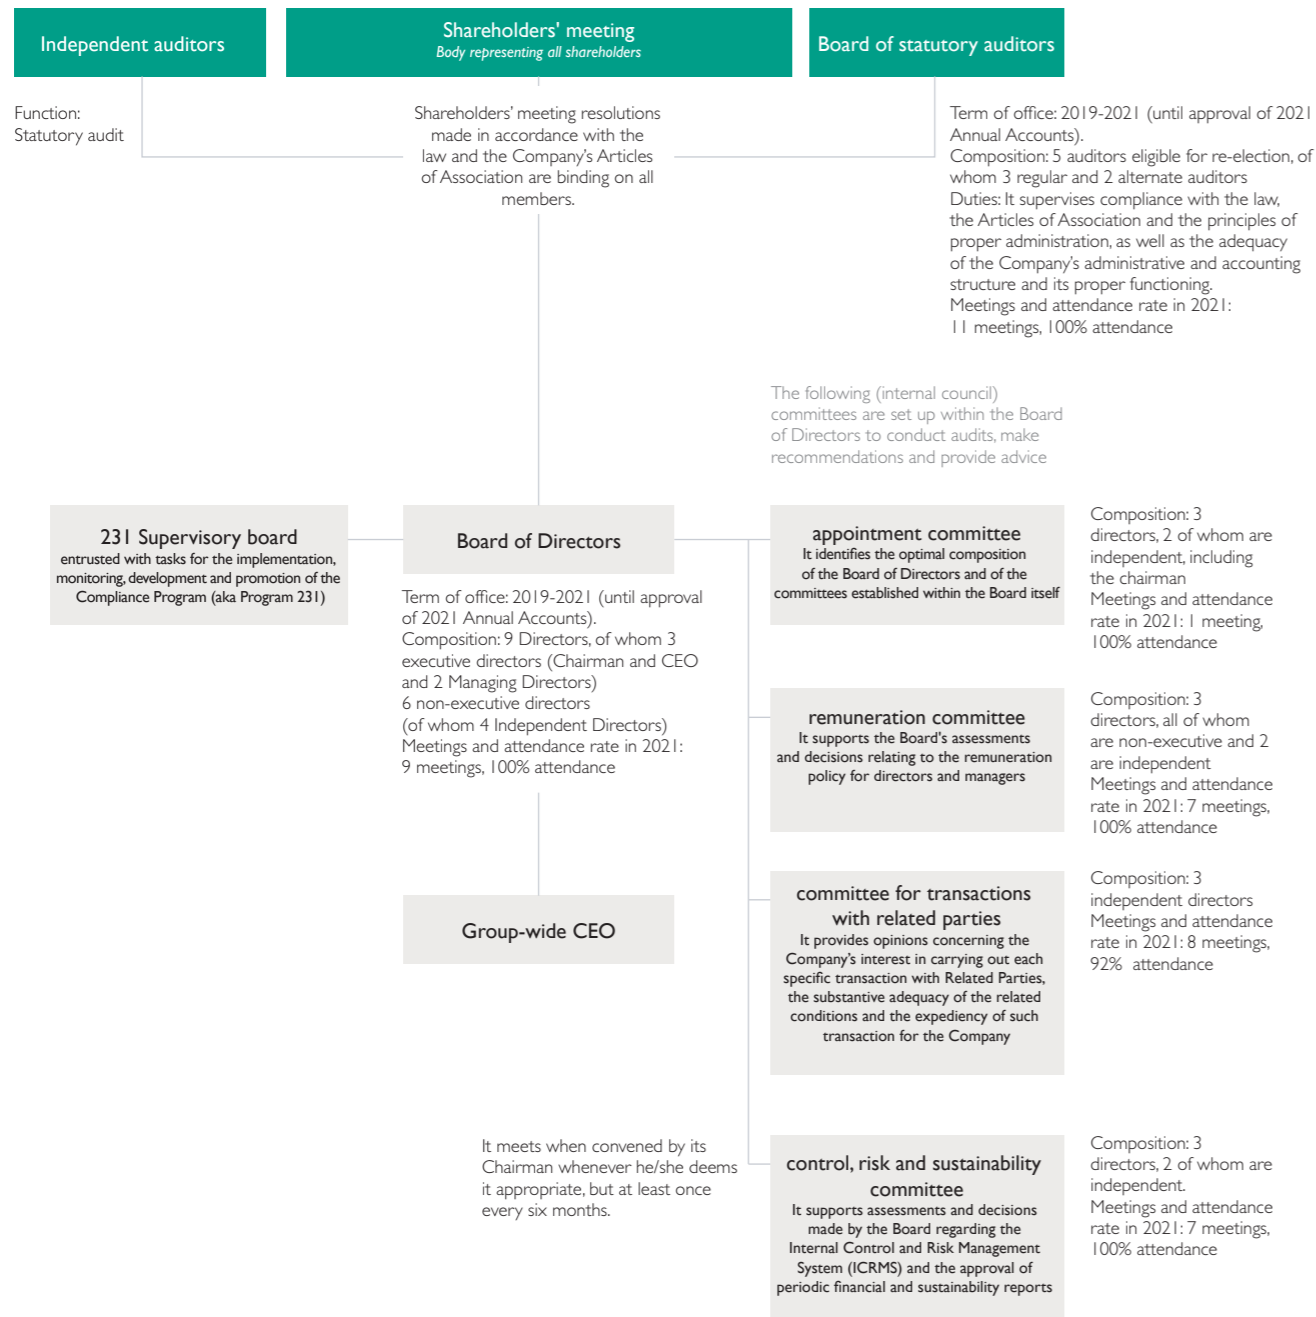 Independent auditors
Shareholders' meeting
Body representing all shareholders
Board of statutory auditors
Function:
Statutory audit
Shareholders' meeting resolutions
made in accordance with the
law and the Company's Articles
of Association are binding on all
members.
Term of office: 2019-2021 (until approval of 2021
Annual Accounts).
Composition: 5 auditors eligible for re-election, of
whom 3 regular and 2 alternate auditors
Duties: It supervises compliance with the law,
the Articles of Association and the principles of
proper administration, as well as the adequacy
of the Company's administrative and accounting
structure and its proper functioning.
Meetings and attendance rate in 2021:
11 meetings, 100% attendance
The following (internal council)
committees are set up within the Board
of Directors to conduct audits, make
recommendations and provide advice
231 Supervisory board
entrusted with tasks for the implementation,
monitoring, development and promotion of the
Compliance Program (aka Program 231)
Board of Directors
Term of office: 2019-2021 (until approval
of 2021 Annual Accounts).
Composition: 9 Directors, of whom 3
executive directors (Chairman and CEO
and 2 Managing Directors)
6 non-executive directors
(of whom 4 Independent Directors)
Meetings and attendance rate in 2021:
9 meetings, 100% attendance
Group-wide CEO
appointment committee
It identifies the optimal composition
of the Board of Directors and of the
committees established within the Board itself
Composition: 3
directors, 2 of whom are
independent, including
the chairman
Meetings and attendance
rate in 2021: 1 meeting,
100% attendance
remuneration committee
It supports the Board's assessments
and decisions relating to the remuneration
policy for directors and managers
Composition: 3
directors, all of whom
are non-executive and 2
are independent
Meetings and attendance
rate in 2021: 7 meetings,
100% attendance
committee for transactions
with related parties
It provides opinions concerning the
Company's interest in carrying out each
specific transaction with Related Parties,
the substantive adequacy of the related
conditions and the expediency of such
transaction for the Company
Composition: 3
independent directors
Meetings and attendance
rate in 2021: 8 meetings,
92% attendance
It meets when convened by its
Chairman whenever he/she deems
it appropriate, but at least once
every six months.
control, risk and sustainability
committee
It supports assessments and decisions
made by the Board regarding the
Internal Control and Risk Management
System (ICRMS) and the approval of
periodic financial and sustainability reports
Composition: 3
directors, 2 of whom are
independent.
Meetings and attendance
rate in 2021: 7 meetings,
100% attendance